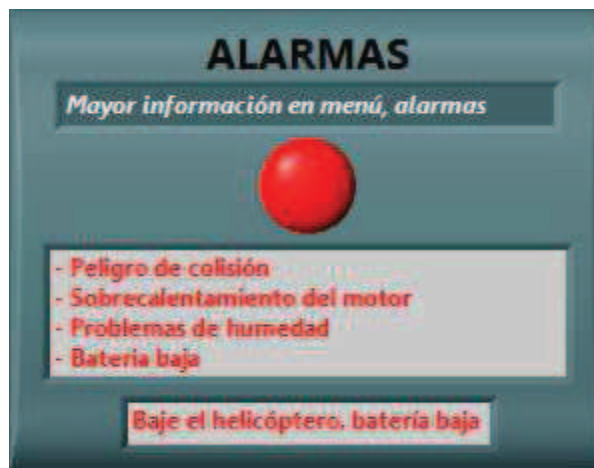 ALARMAS
Mayor información en menú, alarmas
- Peligro de colisión
- Sobrecalentamiento del motor
- Problemas de humedad
- Bateria baja
Baje el helicóptero, batería baja